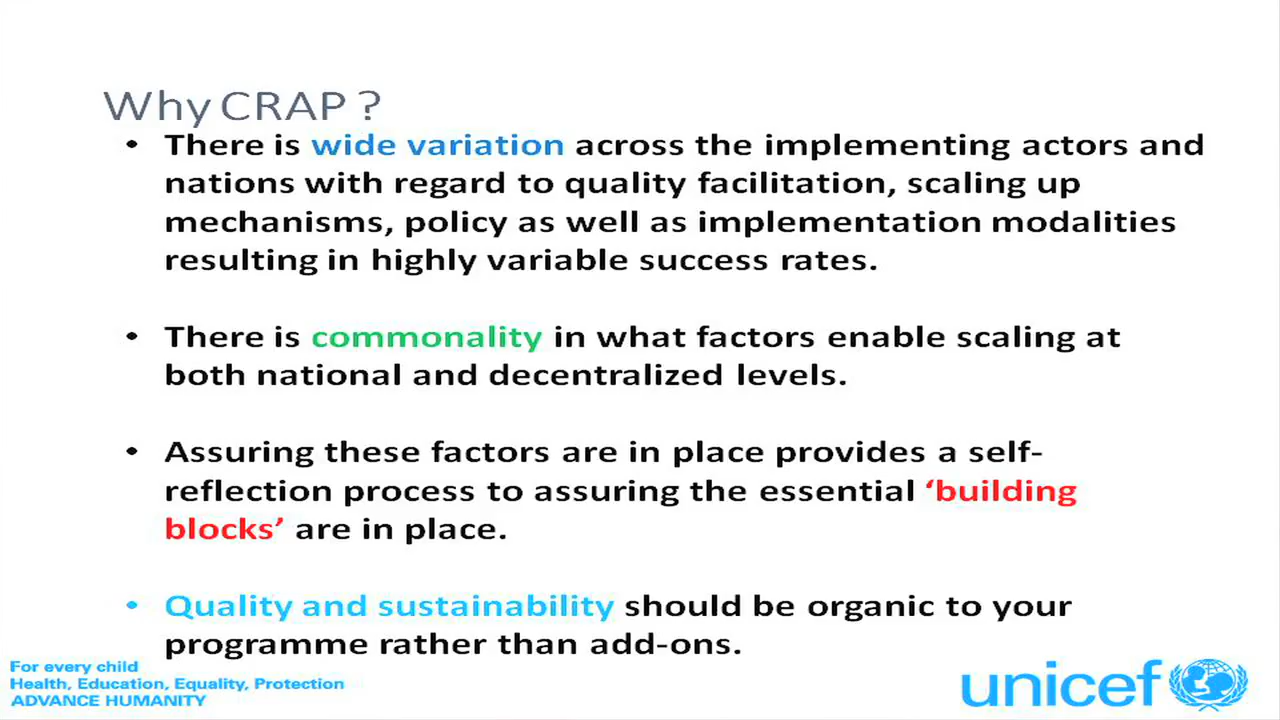 Why CRAP ?
• There is wide variation across the implementing actors and
nations with regard to quality facilitation, scaling up
mechanisms, policy as well as implementation modalities
resulting in highly variable success rates.
• There is commonality in what factors enable scaling at
both national and decentralized levels.
• Assuring these factors are in place provides a self-
reflection process to assuring the essential ‘building
blocks’ are in place.
• Quality and sustainability should be organic to your
programme rather than add-ons.
For every child
Health, Education, Equality, Protection
ADVANCE HUMANITY
unicef